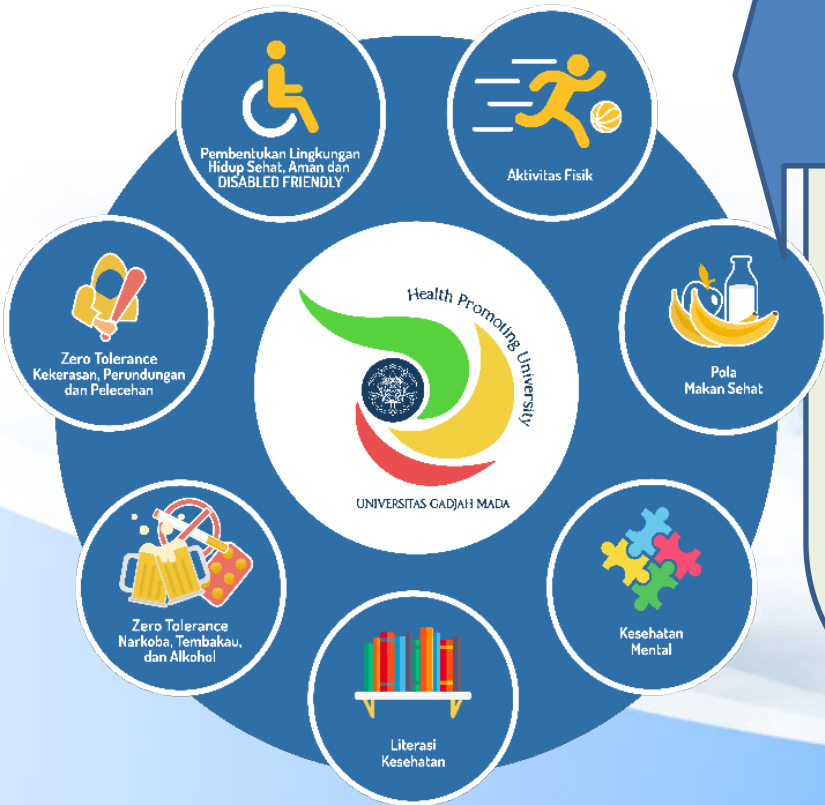 Pembentukan Lingkungan
Hidup Sehat, Aman dan
DISABLED FRIENDLY
Aktivitas Fisik
Zero Tolerance
Kekerasan, Perundungan
dan Pelecehan
Health Promoting University
UNIVERSITAS GADJAH MADA
Pola
Makan Sehat
Zero Tolerance
Narkoba, Tembakau,
dan Alkohol
Kesehatan
Mental
Literasi
Kesehatan